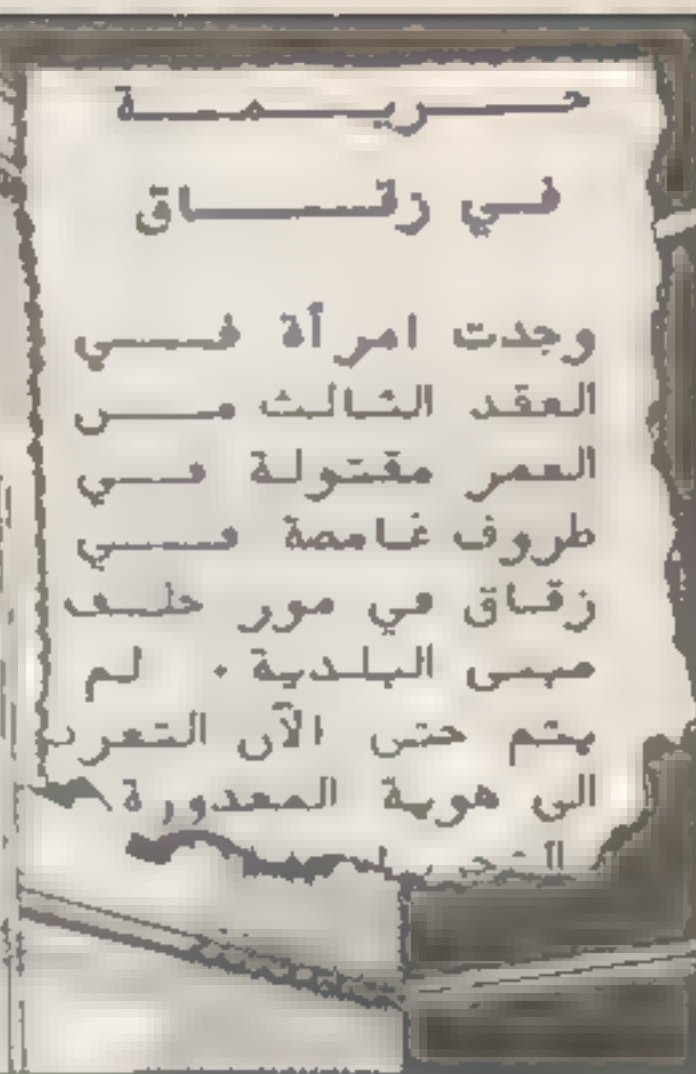 جريمة
في زقاق
وجدت امرأة في
العقد الثالث من
العمر مقتولة في
ظروف غامضة في
زقاق في مور خلف
مبنى البلدية. لم
يتم حتى الآن التعرف
الى هوية المغدورة